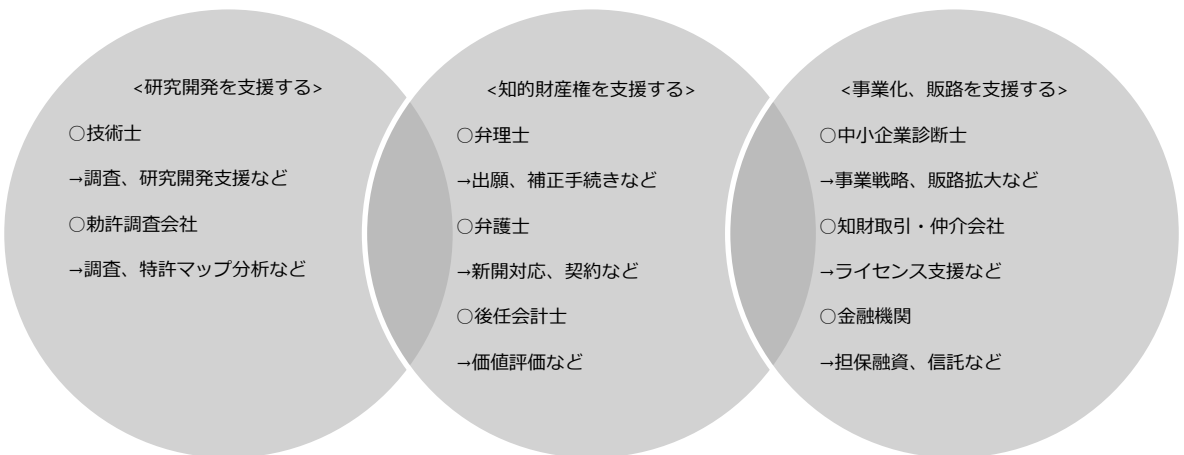 <研究開発を支援する>
○技術士
→調査、研究開発支援など
○勅許調査会社
→調査、特許マップ分析など
<知的財産権を支援する>
○弁理士
→出願、補正手続きなど
○弁護士
→新開対応、契約など
○後任会計士
→価値評価など
<事業化、販路を支援する>
○中小企業診断士
→事業戦略、販路拡大など
○知財取引・仲介会社
→ライセンス支援など
○金融機関
→担保融資、信託など